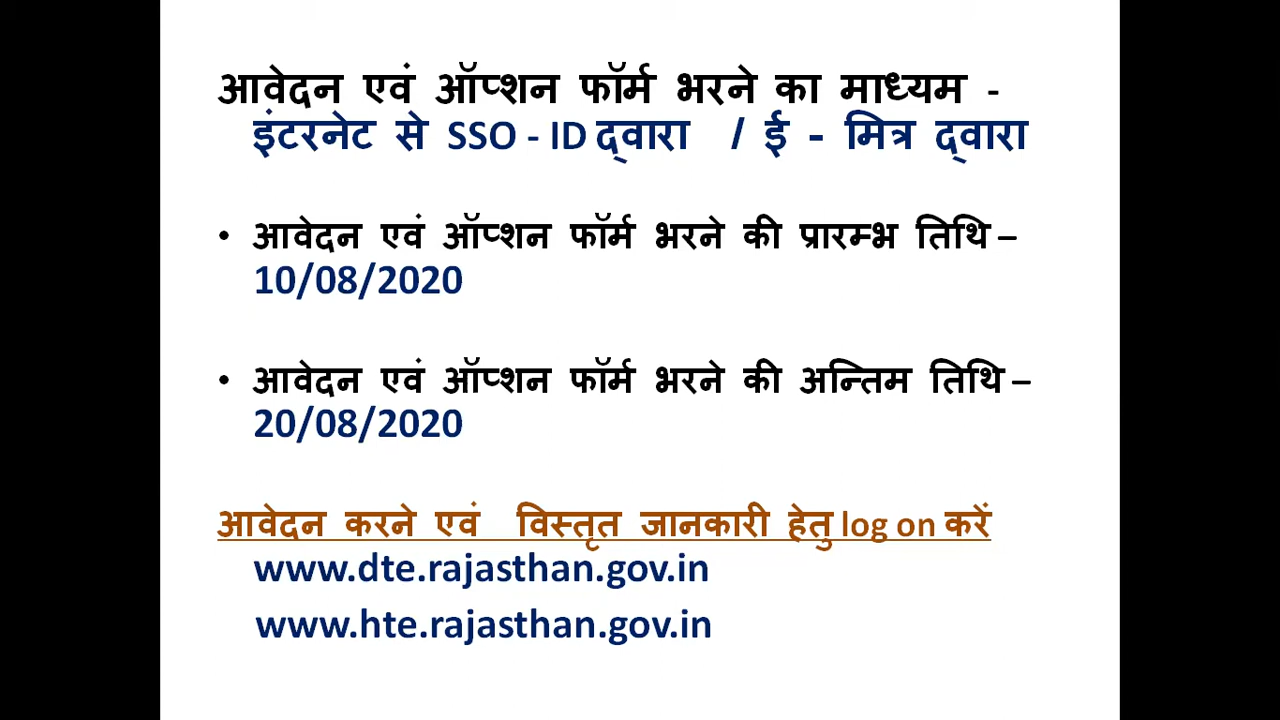 आवेदन एवं ऑप्शन फॉर्म भरने का माध्यम -
इंटरनेट से SSO - ID द्वारा / ई - मित्र द्वारा
• आवेदन एवं ऑप्शन फॉर्म भरने की प्रारम्भ तिथि –
10/08/2020
• आवेदन एवं ऑप्शन फॉर्म भरने की अन्तिम तिथि –
20/08/2020
आवेदन करने एवं विस्तृत जानकारी हेतु log on करें
www.dte.rajasthan.gov.in
www.hte.rajasthan.gov.in